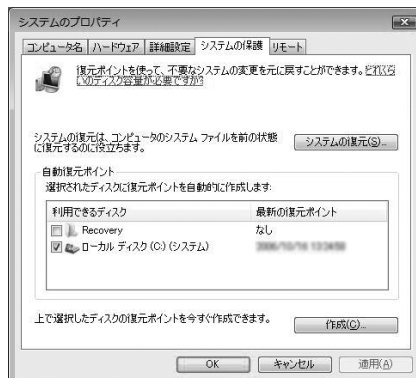 システムのプロパティ
コンピュータ名 ハードウェア 詳細設定 システムの保護 リモート
復元ポイントを使って、不要なシステムの変更を元に戻すことができます。どれくら
いのディスク容量が必要ですか?
システムの復元は、コンピュータのシステム ファイルを前の状態
に復元するのに役立ちます。
システムの復元(S)...
自動復元ポイント
選択されたディスクに復元ポイントを自動的に作成します:
利用できるディスク 最新の復元ポイント
Recovery なし
ローカル ディスク (C:) (システム)
上で選択したディスクの復元ポイントを今すぐ作成できます。
作成(C)...
OK キャンセル 適用(A)